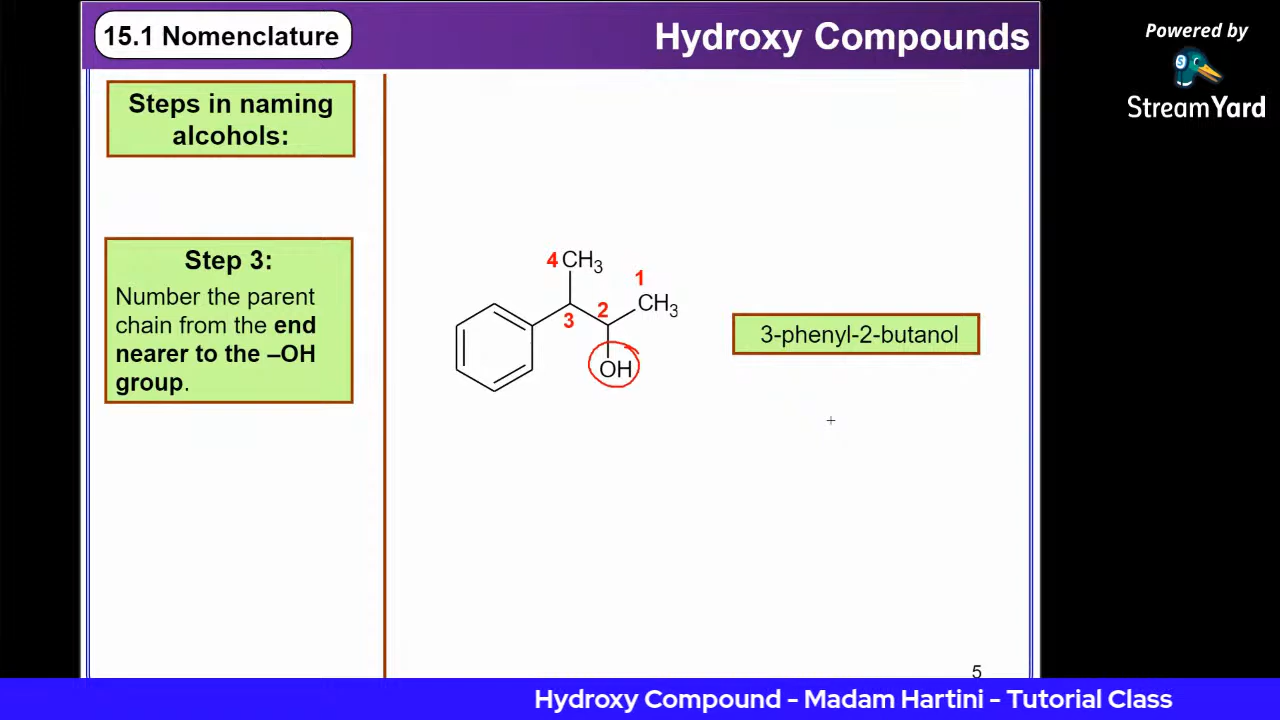 15.1 Nomenclature
Hydroxy Compounds
Powered by
StreamYard
Steps in naming
alcohols:
Step 3:
Number the parent
chain from the end
nearer to the –OH
group.
4 CH3
1
2 CH3
3
OH
3-phenyl-2-butanol
5
Hydroxy Compound - Madam Hartini - Tutorial Class